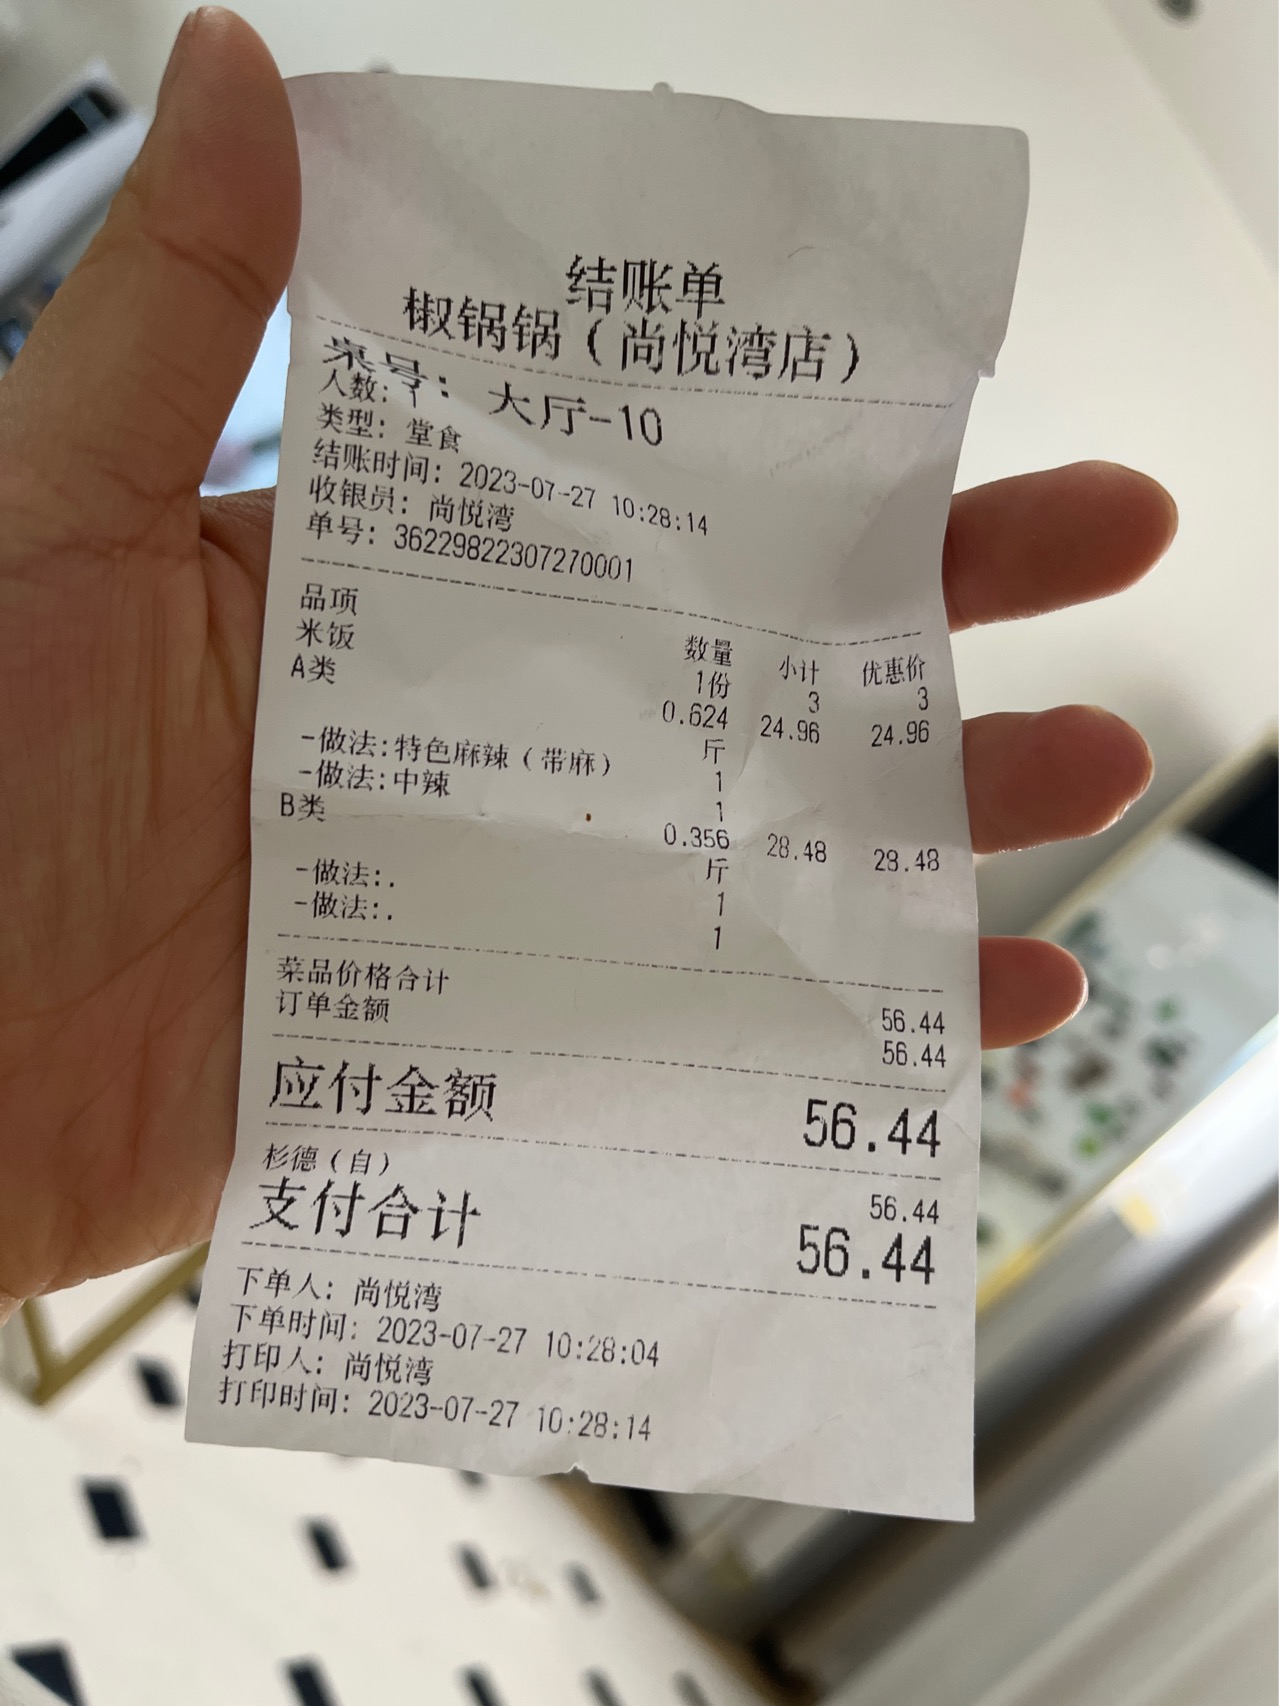 结账单
椒锅锅（尚悦湾店）
桌号： 大厅-10
人数：1
类型：堂食
结账时间：2023-07-27 10:28:14
收银员：尚悦湾
单号：36229822307270001
品项 数量 小计 优惠价
米饭 1份 3 3
A类 0.624斤 24.96 24.96
-做法:特色麻辣（带麻） 1
-做法:中辣 1
B类 0.356斤 28.48 28.48
-做法:. 1
-做法:. 1
菜品价格合计 56.44
订单金额 56.44
应付金额 56.44
杉德（自） 56.44
支付合计 56.44
下单人：尚悦湾
下单时间：2023-07-27 10:28:04
打印人：尚悦湾
打印时间：2023-07-27 10:28:14